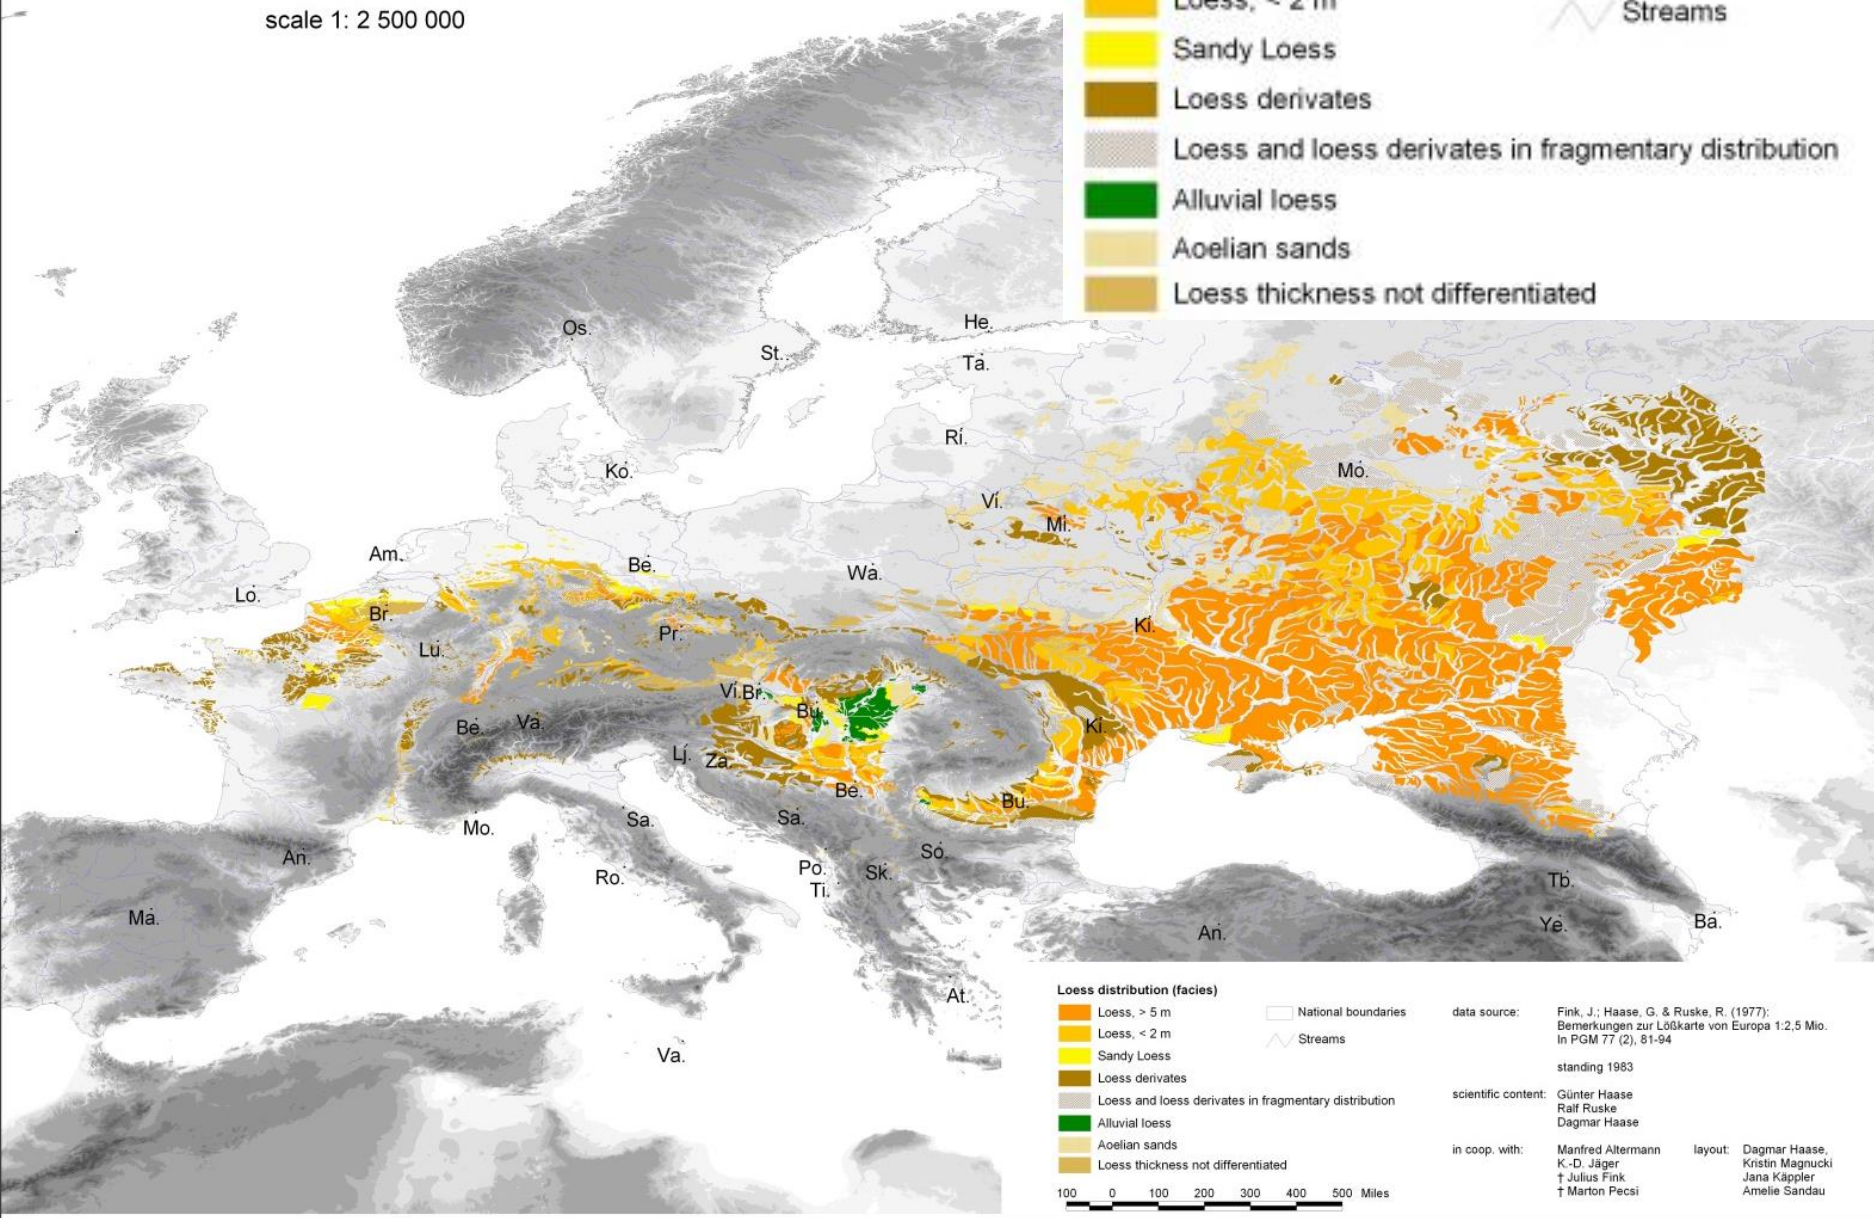 scale 1: 2 500 000
Loess, < 2 m
Streams
Sandy Loess
Loess derivates
Loess and loess derivates in fragmentary distribution
Alluvial loess
Aoelian sands
Loess thickness not differentiated
Os.
He.
St.
Ta.
Rí.
Ko.
Mo.
Ví.
Mi.
Am.
Be.
Wa.
Lo.
Br.
Pr.
Kí.
Lu.
Ví.
Br.
Bu.
Be.
Va.
Ki.
Lj.
Za.
Be.
Bu.
Mo.
Sa.
Sa.
An.
So.
Ro.
Po.
Sk.
Ti.
Tb.
Ma.
An.
Ye.
Ba.
At.
Va.
Loess distribution (facies)
Loess, > 5 m
National boundaries
Loess, < 2 m
Streams
Sandy Loess
Loess derivates
Loess and loess derivates in fragmentary distribution
Alluvial loess
Aoelian sands
Loess thickness not differentiated
100 0 100 200 300 400 500 Miles
data source: Fink, J.; Haase, G. & Ruske, R. (1977):
Bemerkungen zur Lößkarte von Europa 1:2,5 Mio.
In PGM 77 (2), 81-94
standing 1983
scientific content: Günter Haase
Ralf Ruske
Dagmar Haase
in coop. with: Manfred Altermann
K.-D. Jäger
† Julius Fink
† Marton Pecsi
layout: Dagmar Haase,
Kristin Magnucki
Jana Käppler
Amelie Sandau